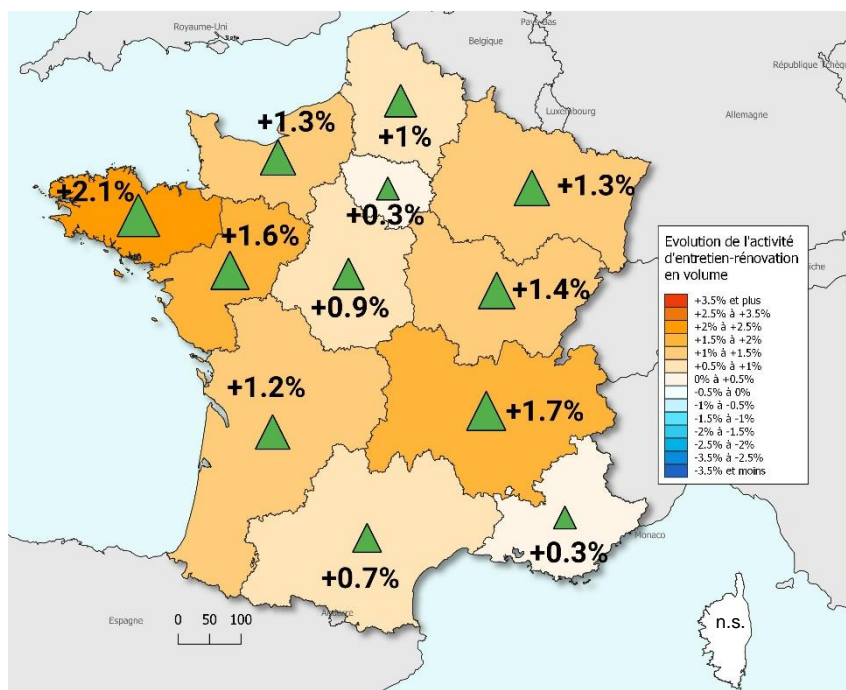 Royaume-Uni
Pays-Bas
Belgique
République Tchèque
Luxembourg
Allemagne
+1.3%
+1%
+2.1%
+0.3%
+1.3%
+1.6%
+0.9%
+1.4%
+1.2%
+1.7%
+0.7%
+0.3%
Monaco
Andorre
Espagne
0 50 100
n.s.
Evolution de l'activité
d'entretien-rénovation
en volume
+3.5% et plus
+2.5% à +3.5%
+2% à +2.5%
+1.5% à +2%
+1% à +1.5%
+0.5% à +1%
0% à +0.5%
-0.5% à 0%
-1% à -0.5%
-1.5% à -1%
-2% à -1.5%
-2.5% à -2%
-3.5% à -2.5%
-3.5% et moins